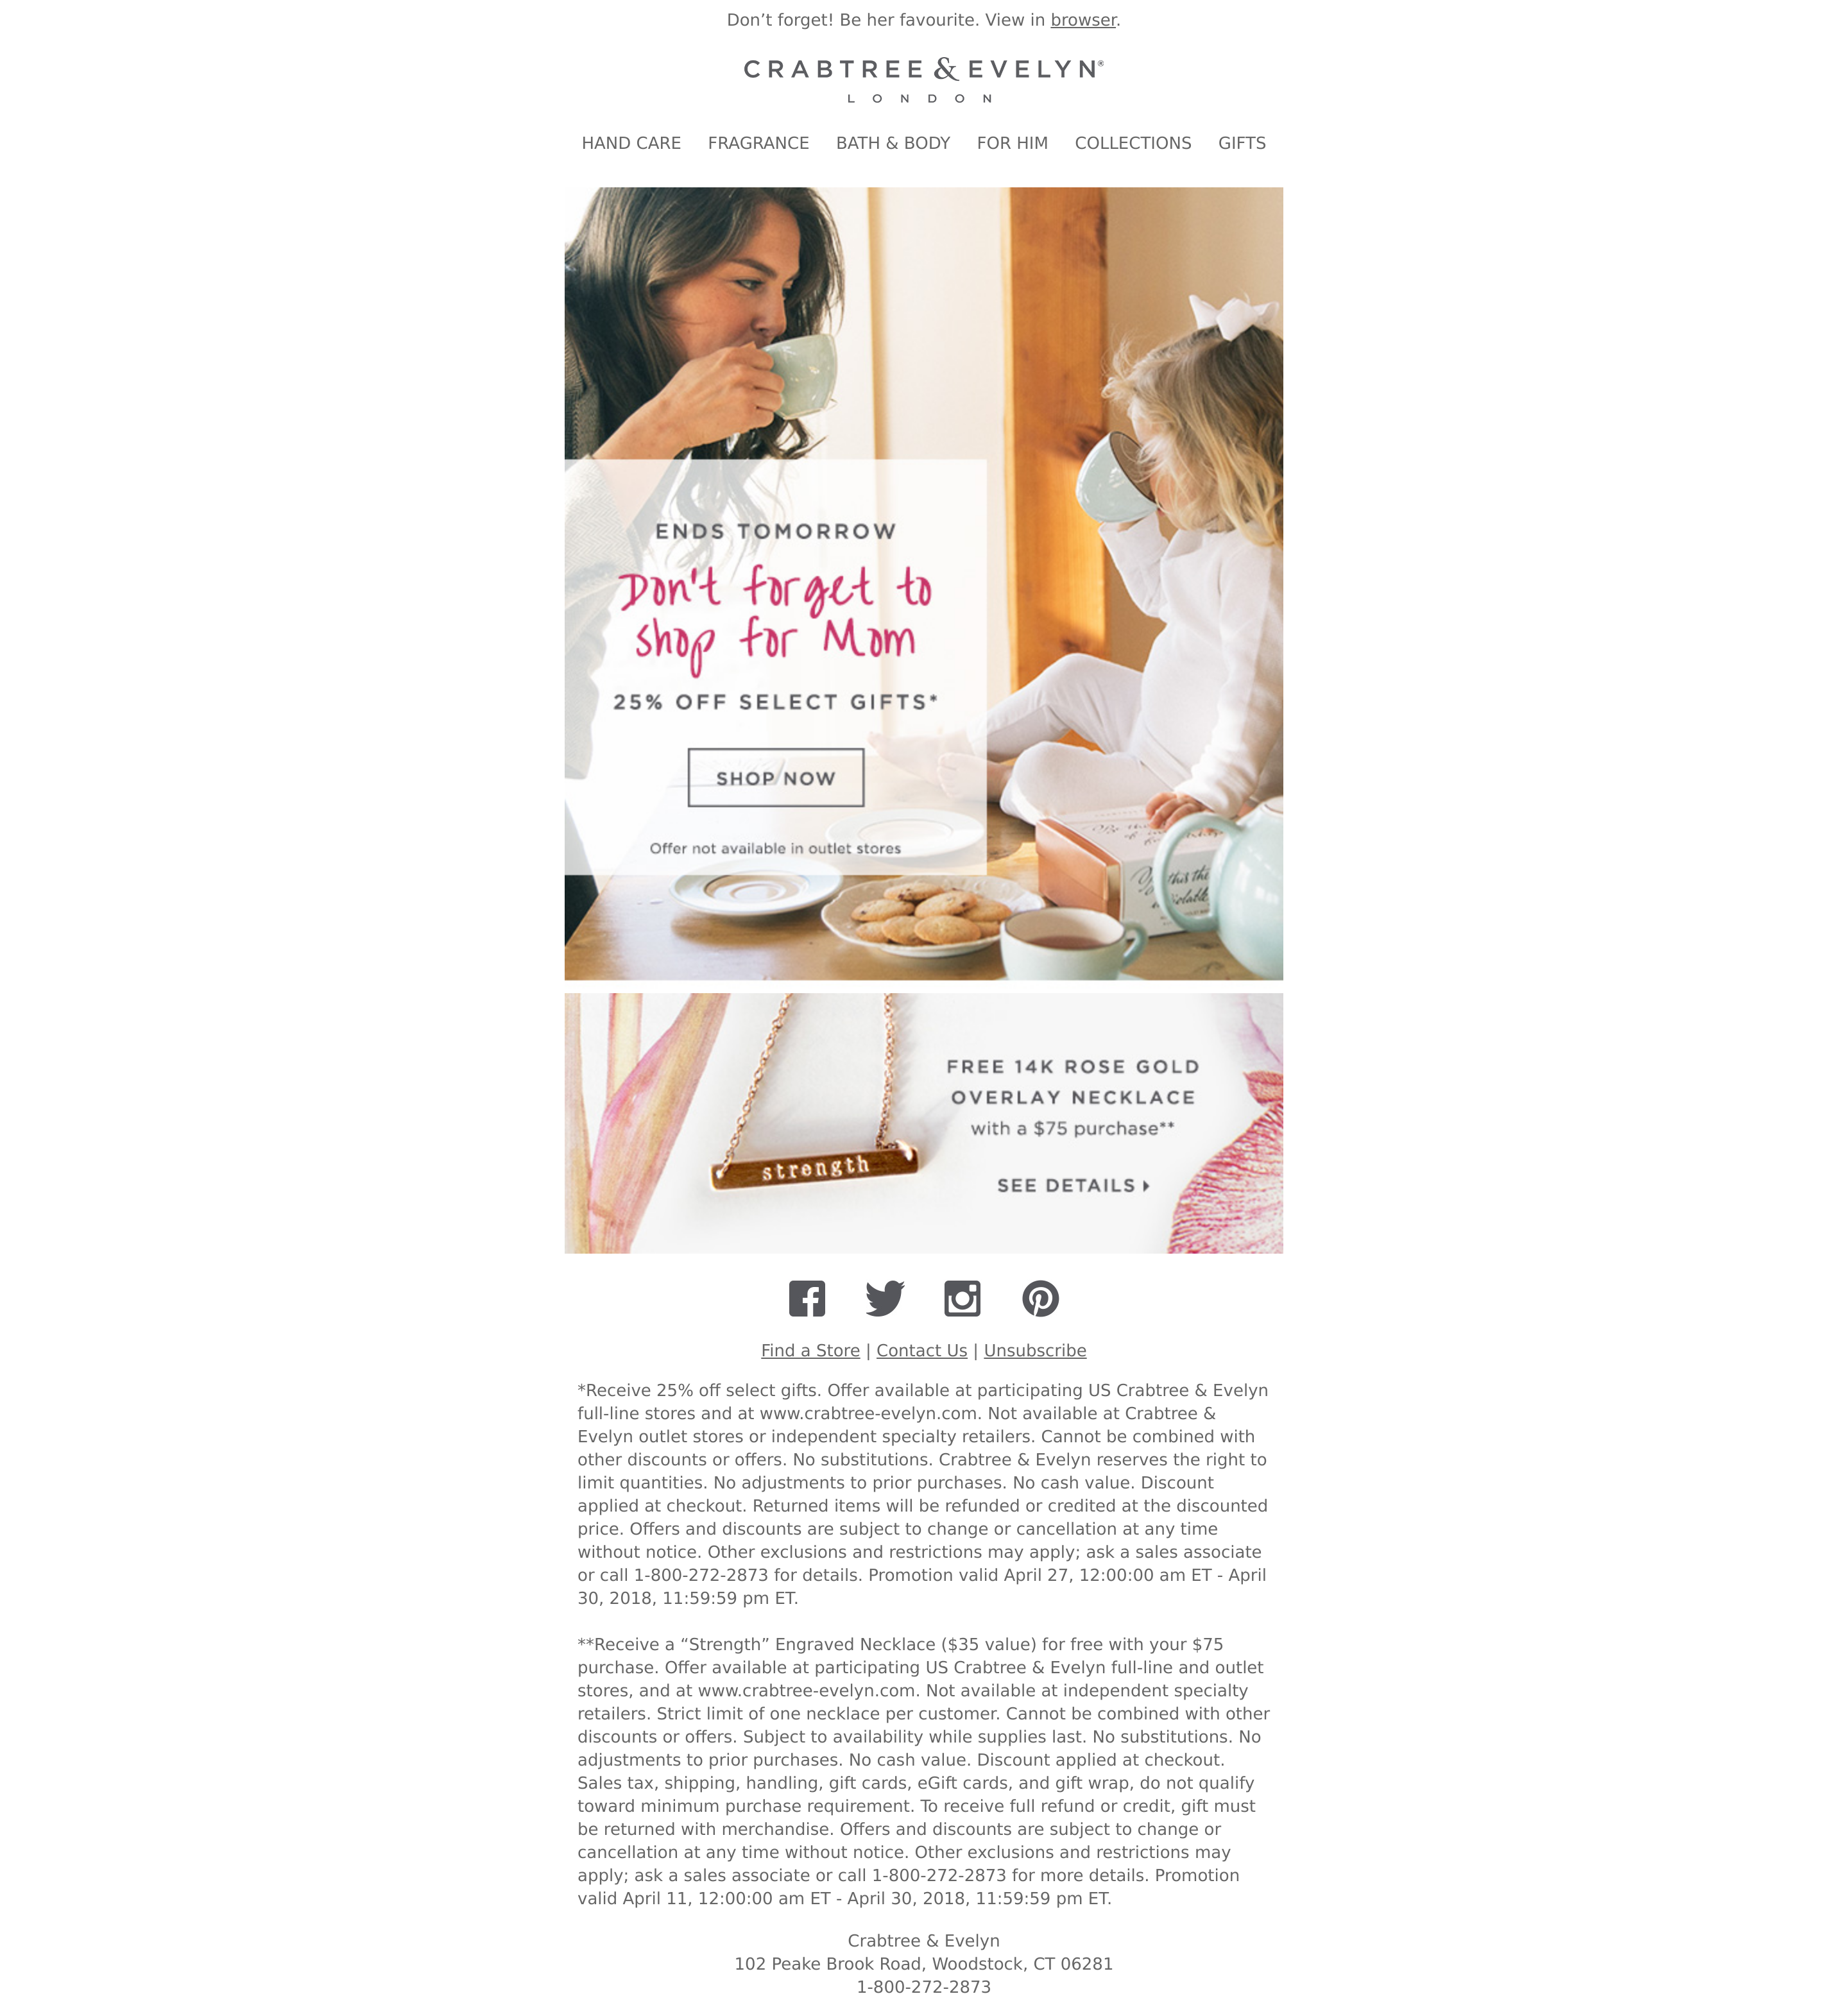 Don’t forget! Be her favourite. View in browser.
CRABTREE & EVELYN®
LONDON
HAND CARE FRAGRANCE BATH & BODY FOR HIM COLLECTIONS GIFTS
ENDS TOMORROW
Don't forget to
shop for Mom
25% OFF SELECT GIFTS*
SHOP NOW
Offer not available in outlet stores
strength
FREE 14K ROSE GOLD
OVERLAY NECKLACE
with a $75 purchase**
SEE DETAILS
Find a Store | Contact Us | Unsubscribe
*Receive 25% off select gifts. Offer available at participating US Crabtree & Evelyn
full-line stores and at www.crabtree-evelyn.com. Not available at Crabtree &
Evelyn outlet stores or independent specialty retailers. Cannot be combined with
other discounts or offers. No substitutions. Crabtree & Evelyn reserves the right to
limit quantities. No adjustments to prior purchases. No cash value. Discount
applied at checkout. Returned items will be refunded or credited at the discounted
price. Offers and discounts are subject to change or cancellation at any time
without notice. Other exclusions and restrictions may apply; ask a sales associate
or call 1-800-272-2873 for details. Promotion valid April 27, 12:00:00 am ET - April
30, 2018, 11:59:59 pm ET.
**Receive a “Strength” Engraved Necklace ($35 value) for free with your $75
purchase. Offer available at participating US Crabtree & Evelyn full-line and outlet
stores, and at www.crabtree-evelyn.com. Not available at independent specialty
retailers. Strict limit of one necklace per customer. Cannot be combined with other
discounts or offers. Subject to availability while supplies last. No substitutions. No
adjustments to prior purchases. No cash value. Discount applied at checkout.
Sales tax, shipping, handling, gift cards, eGift cards, and gift wrap, do not qualify
toward minimum purchase requirement. To receive full refund or credit, gift must
be returned with merchandise. Offers and discounts are subject to change or
cancellation at any time without notice. Other exclusions and restrictions may
apply; ask a sales associate or call 1-800-272-2873 for more details. Promotion
valid April 11, 12:00:00 am ET - April 30, 2018, 11:59:59 pm ET.
Crabtree & Evelyn
102 Peake Brook Road, Woodstock, CT 06281
1-800-272-2873